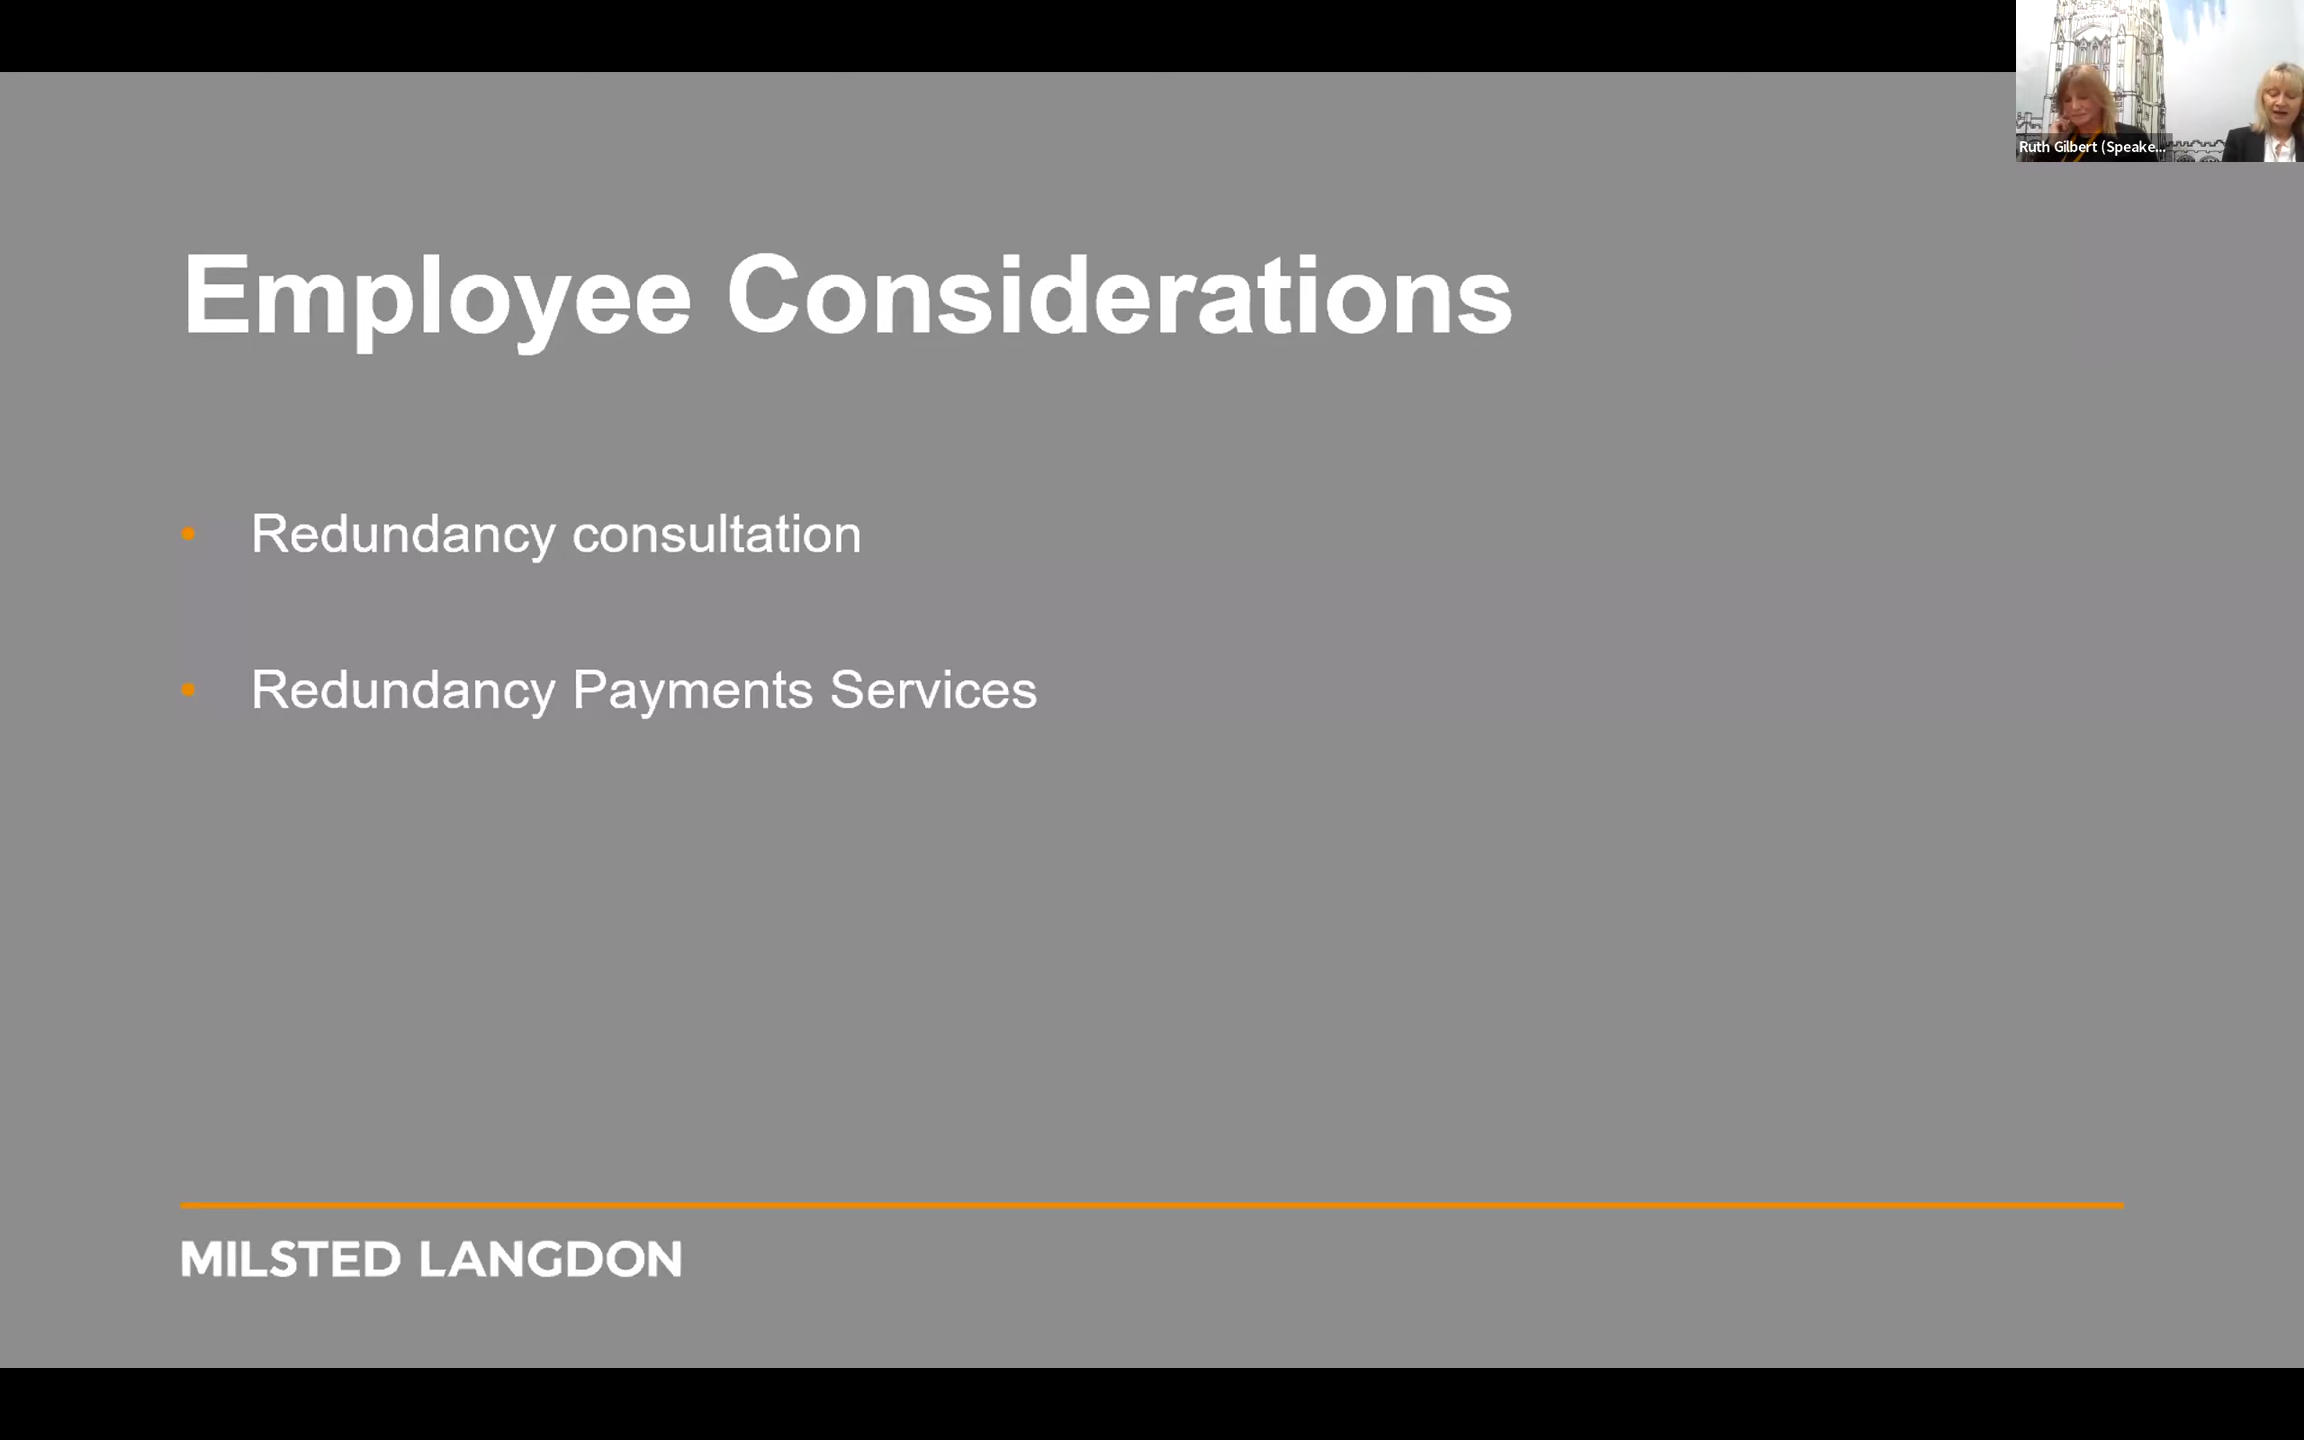 Ruth Gilbert (Speake...
Employee Considerations
• Redundancy consultation
• Redundancy Payments Services
MILSTED LANGDON